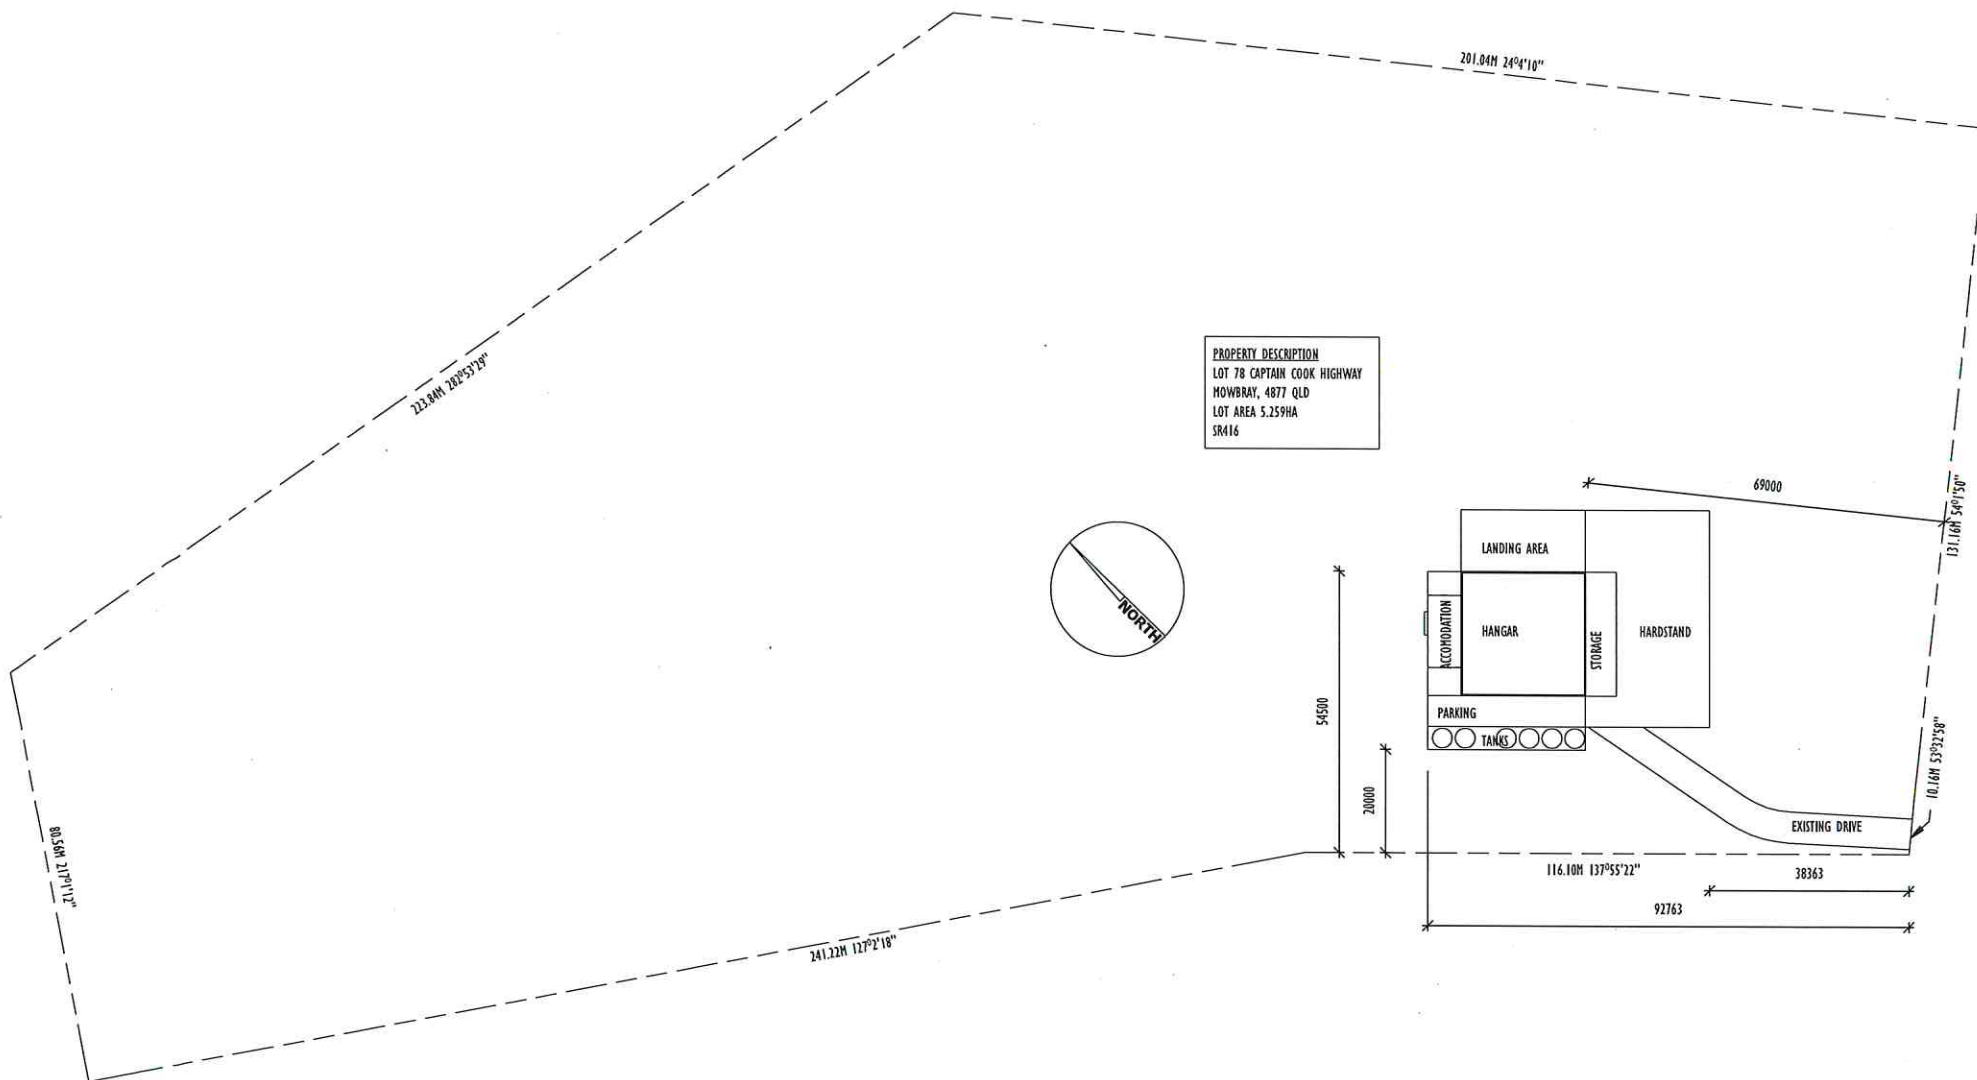 201.04M 24°4'10"
223.84M 282°53'29"
PROPERTY DESCRIPTION
LOT 78 CAPTAIN COOK HIGHWAY
MOWBRAY, 4877 QLD
LOT AREA 5.259HA
SR416
69000
131.16M 54°1'50"
LANDING AREA
NORTH
ACCOMODATION
HANGAR
STORAGE
HARDSTAND
54500
PARKING
TANKS
20000
10.16M 53°32'58"
EXISTING DRIVE
80.56M 217°1'12"
116.10M 137°55'22"
38363
92763
241.22M 127°2'18"